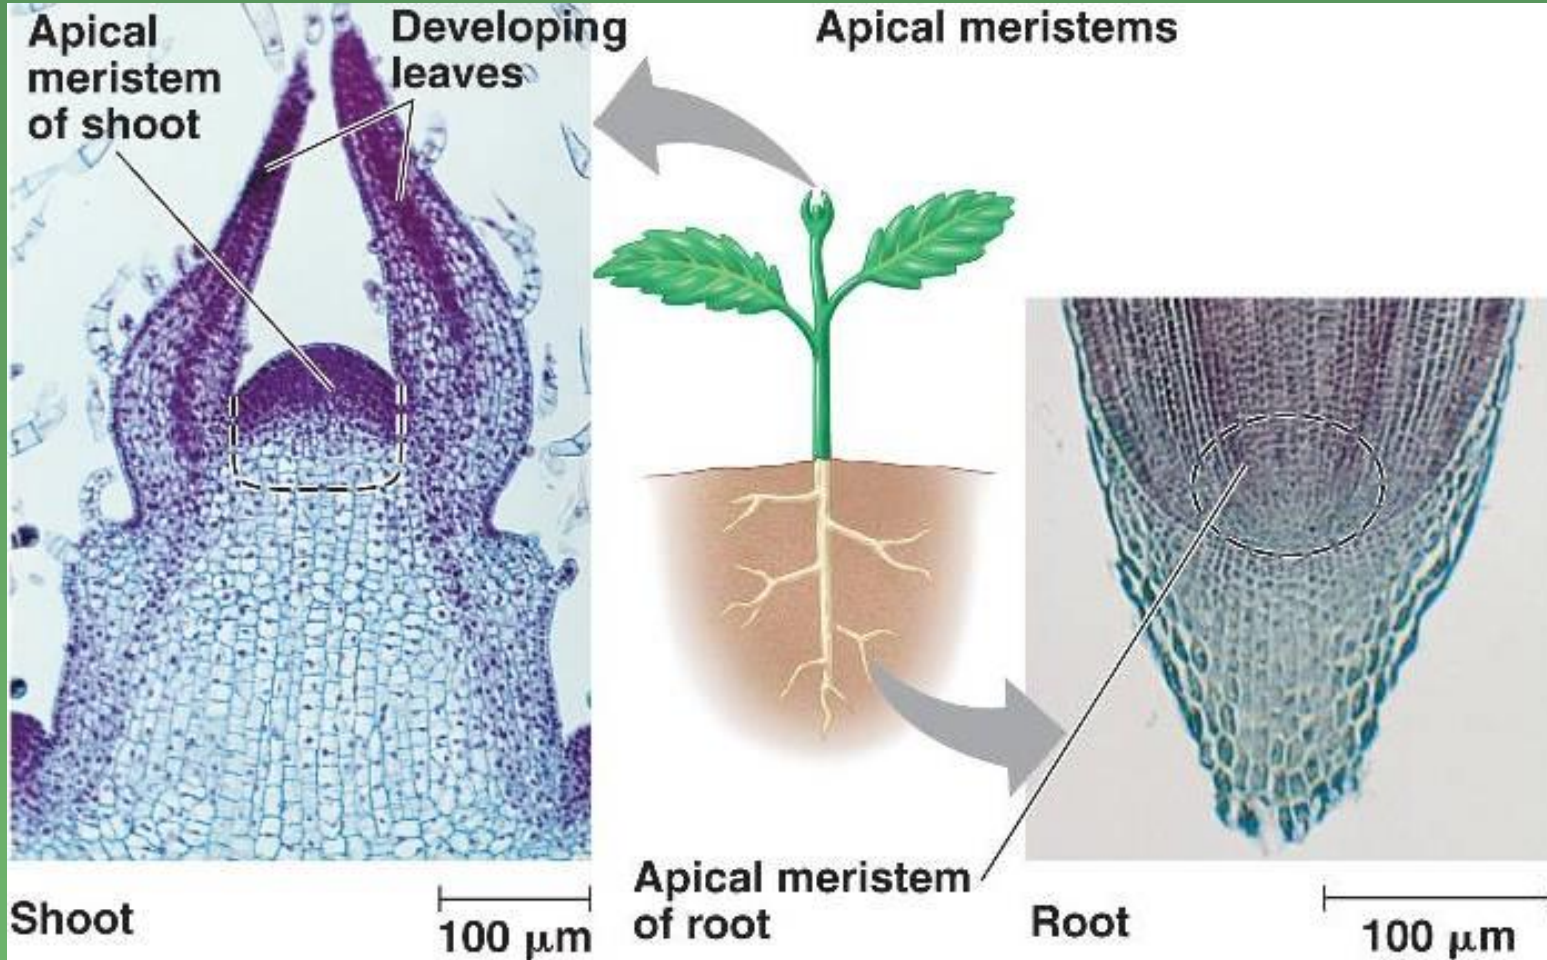 Apical
meristem
of shoot
Developing
leaves
Apical meristems
Shoot
100 μm
Apical meristem
of root
Root
100 μm